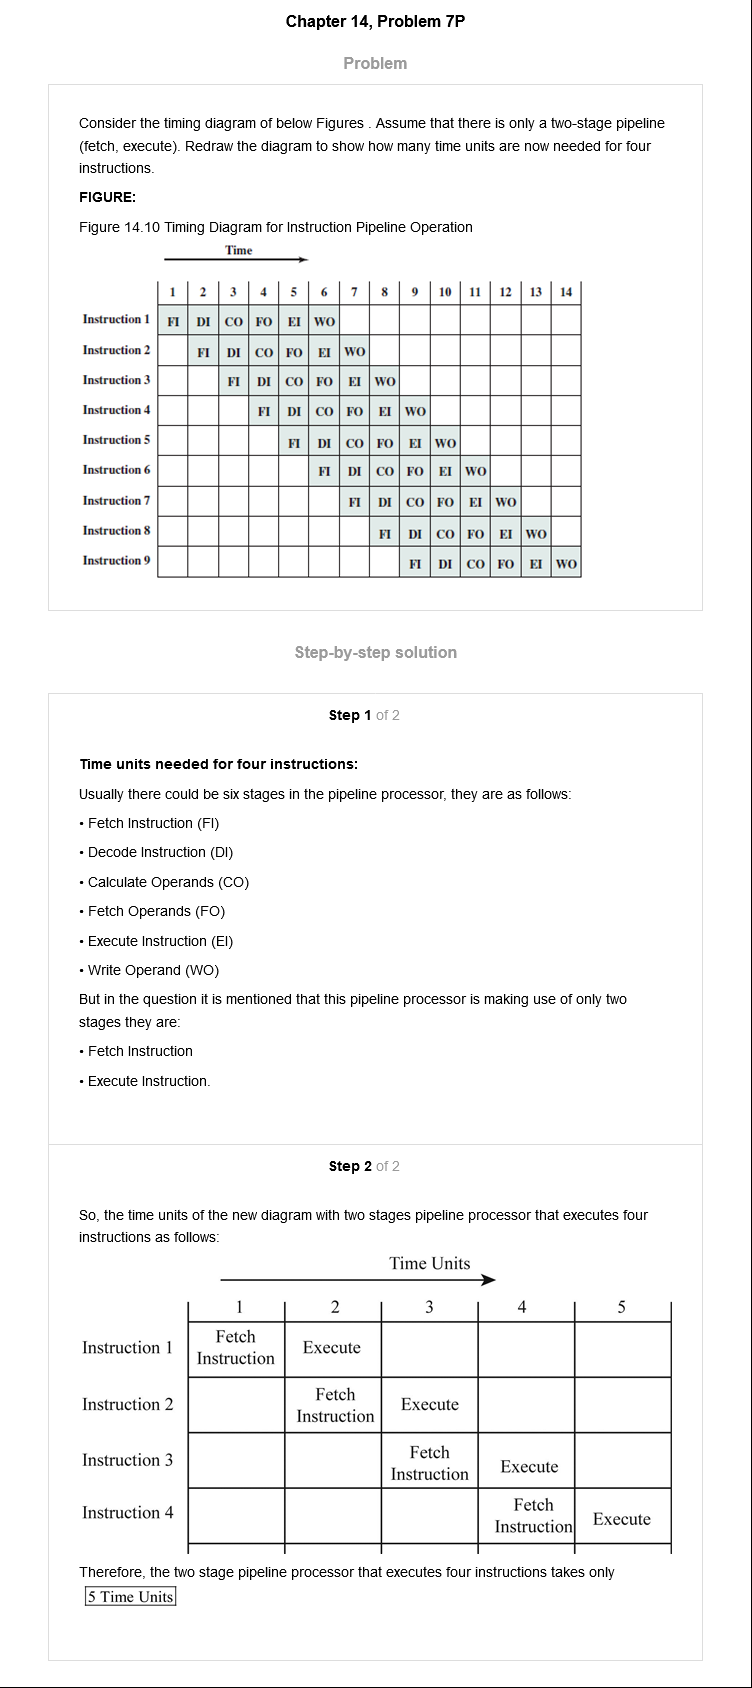 Chapter 14, Problem 7P
Problem
Consider the timing diagram of below Figures . Assume that there is only a two-stage pipeline
(fetch, execute). Redraw the diagram to show how many time units are now needed for four
instructions.
FIGURE:
Figure 14.10 Timing Diagram for Instruction Pipeline Operation
Time
1 2 3 4 5 6 7 8 9 10 11 12 13 14
Instruction 1 FI DI CO FO EI WO
Instruction 2 FI DI CO FO EI WO
Instruction 3 FI DI CO FO EI WO
Instruction 4 FI DI CO FO EI WO
Instruction 5 FI DI CO FO EI WO
Instruction 6 FI DI CO FO EI WO
Instruction 7 FI DI CO FO EI WO
Instruction 8 FI DI CO FO EI WO
Instruction 9 FI DI CO FO EI WO
Step-by-step solution
Step 1 of 2
Time units needed for four instructions:
Usually there could be six stages in the pipeline processor, they are as follows:
• Fetch Instruction (FI)
• Decode Instruction (DI)
• Calculate Operands (CO)
• Fetch Operands (FO)
• Execute Instruction (EI)
• Write Operand (WO)
But in the question it is mentioned that this pipeline processor is making use of only two
stages they are:
• Fetch Instruction
• Execute Instruction.
Step 2 of 2
So, the time units of the new diagram with two stages pipeline processor that executes four
instructions as follows:
Time Units
1 2 3 4 5
Instruction 1 Fetch Instruction Execute
Instruction 2 Fetch Instruction Execute
Instruction 3 Fetch Instruction Execute
Instruction 4 Fetch Instruction Execute
Therefore, the two stage pipeline processor that executes four instructions takes only
5 Time Units